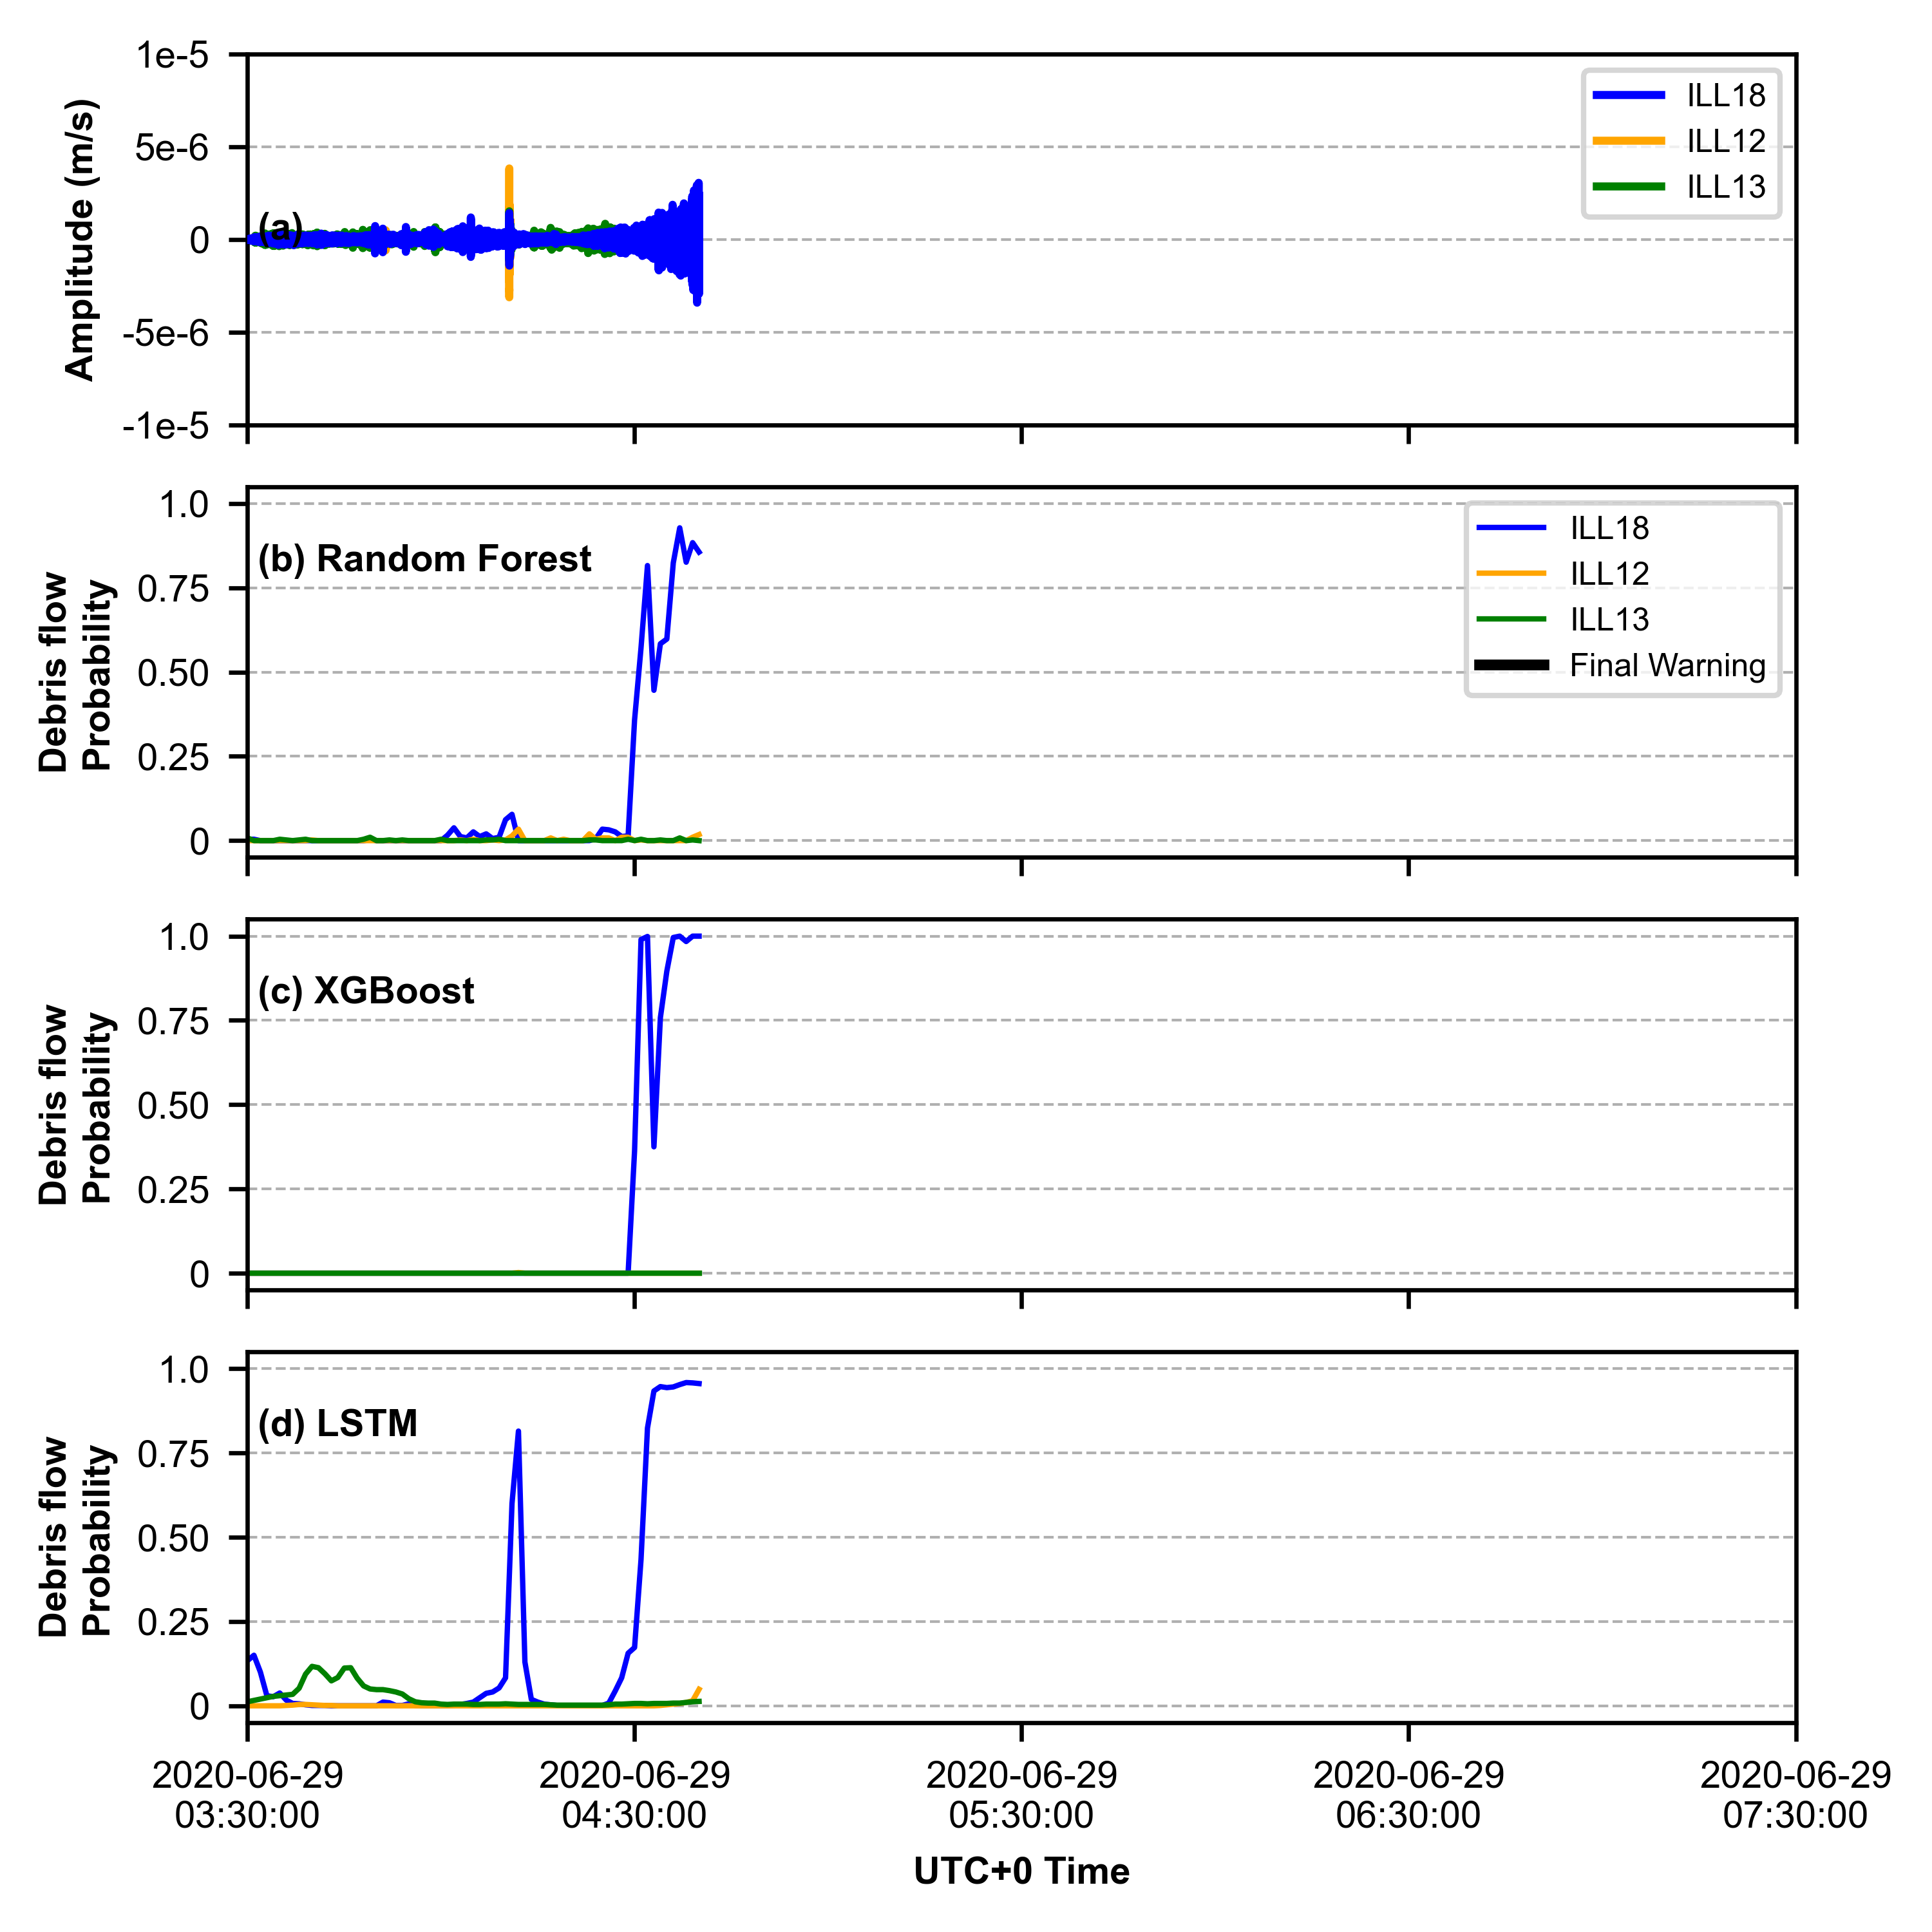 1e-5
5e-6
0
-5e-6
-1e-5
Amplitude (m/s)
(a)
ILL18
ILL12
ILL13
1.0
0.75
0.50
0.25
0
Debris flow
Probability
(b) Random Forest
ILL18
ILL12
ILL13
Final Warning
1.0
0.75
0.50
0.25
0
Debris flow
Probability
(c) XGBoost
1.0
0.75
0.50
0.25
0
Debris flow
Probability
(d) LSTM
2020-06-29
03:30:00
2020-06-29
04:30:00
2020-06-29
05:30:00
2020-06-29
06:30:00
2020-06-29
07:30:00
UTC+0 Time